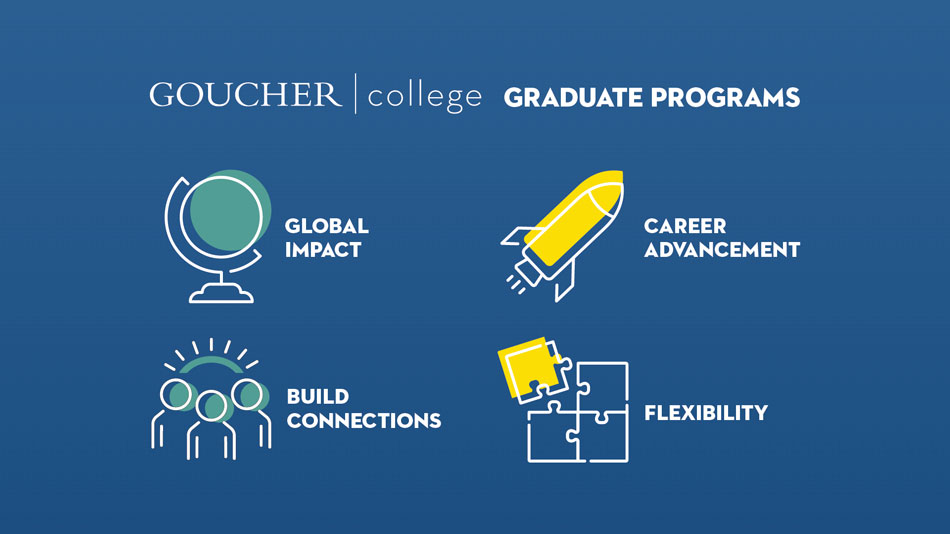 GOUCHER | college GRADUATE PROGRAMS
GLOBAL
IMPACT
CAREER
ADVANCEMENT
BUILD
CONNECTIONS
FLEXIBILITY